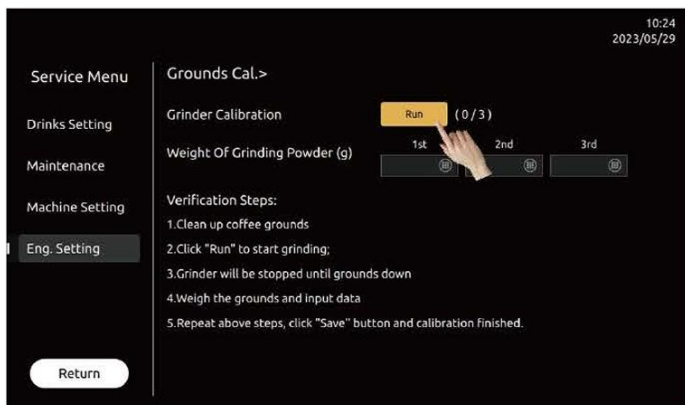 10:24
2023/05/29
Service Menu
Drinks Setting
Maintenance
Machine Setting
Eng. Setting
Return
Grounds Cal.>
Grinder Calibration
Run (0/3)
1st 2nd 3rd
Weight Of Grinding Powder (g)
Verification Steps:
1.Clean up coffee grounds
2.Click "Run" to start grinding;
3.Grinder will be stopped until grounds down
4.Weigh the grounds and input data
5.Repeat above steps, click "Save" button and calibration finished.